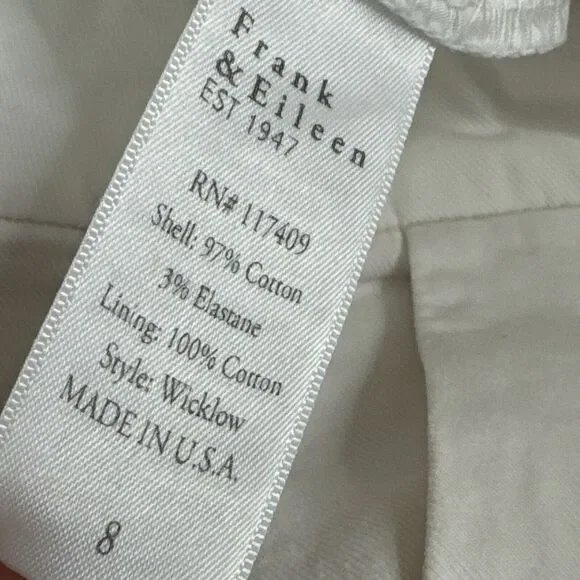 Frank
& Eileen
EST 1947
RN# 117409
Shell: 97% Cotton
3% Elastane
Lining: 100% Cotton
Style: Wicklow
MADE IN U.S.A.
8